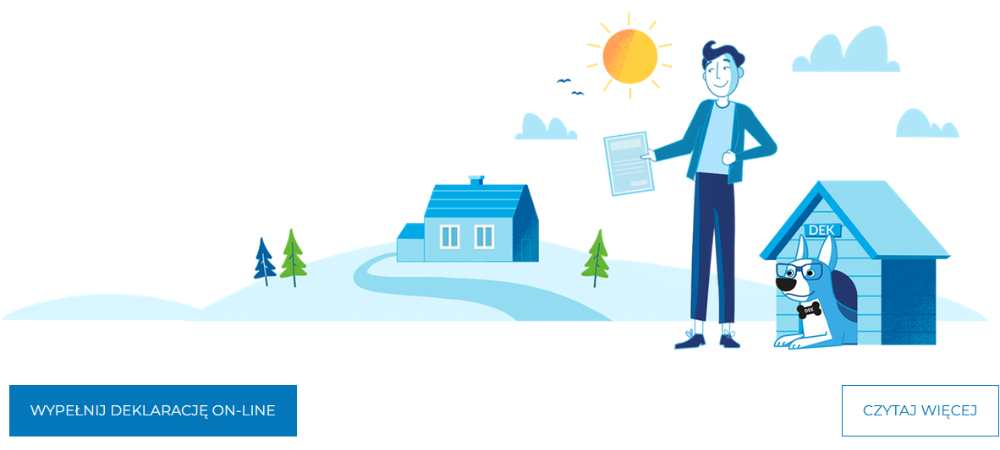 DEK
DEK
WYPEŁNIJ DEKLARACJĘ ON-LINE
CZYTAJ WIĘCEJ